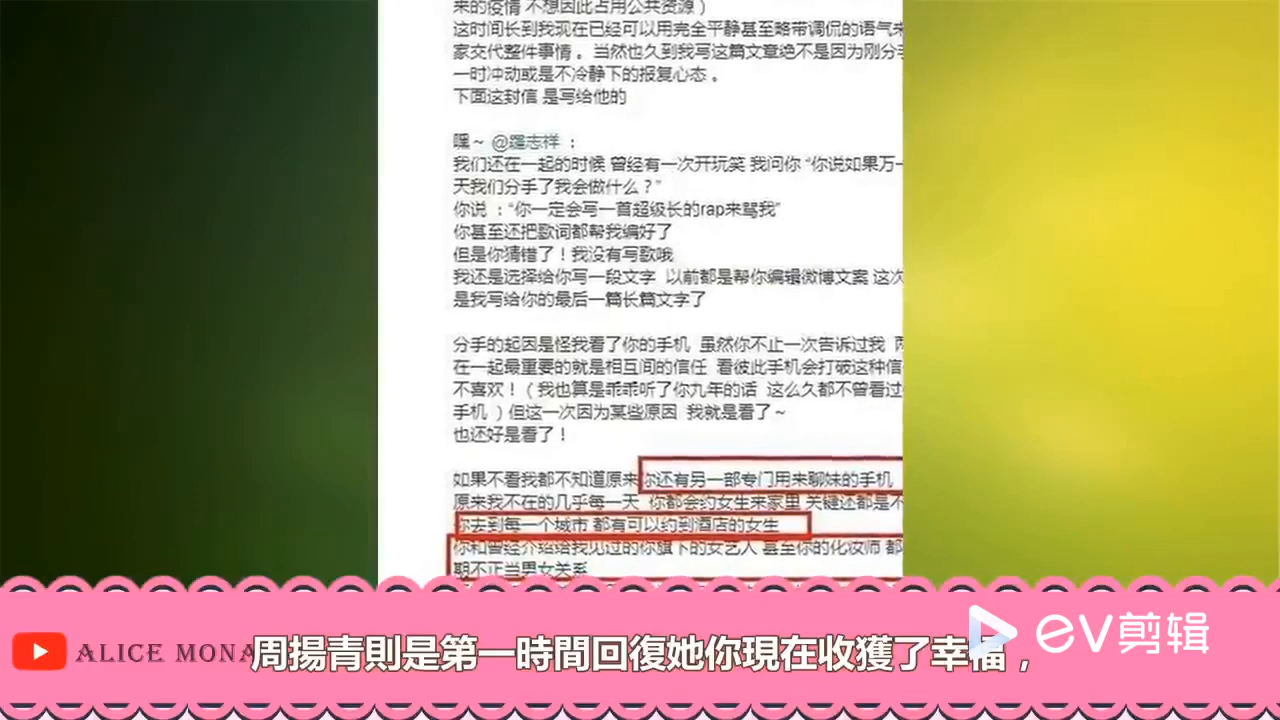 来的疫情 不想因此占用公共资源）
这时间长到我现在已经可以用完全平静甚至略带调侃的语气来
家交代整件事情 。当然也久到我写这篇文章绝不是因为刚分手
一时冲动或是不冷静下的报复心态 。
下面这封信 是写给他的
嘿～ @羅志祥 ：
我们还在一起的时候 曾经有一次开玩笑 我问你 “你说如果万一
天我们分手了我会做什么？”
你说 ：“你一定会写一首超级长的rap来骂我”
你甚至还把歌词都帮我编好了
但是你猜错了！我没有写歌哦
我还是选择给你写一段文字 以前都是帮你编辑微博文案 这次
是我写给你的最后一篇长篇文字了
分手的起因是怪我看了你的手机 虽然你不止一次告诉过我 两
在一起最重要的就是相互间的信任 看彼此手机会打破这种信
不喜欢！（ 我也算是乖乖听了你九年的话 这么久都不曾看过
手机 ）但这一次因为某些原因 我就是看了～
也还好是看了！
如果不看我都不知道原来你还有另一部专门用来聊妹的手机
原来我不在的几乎每一天 你都会约女生来家里 关键还都是不
你去到每一个城市 都有可以约到酒店的女生
你和曾经介绍给我见过的你旗下的女艺人 甚至你的化妆师 都
期不正当男女关系
ALICE MONA
周揚青則是第一時間回復她你現在收獲了幸福，
EV剪辑